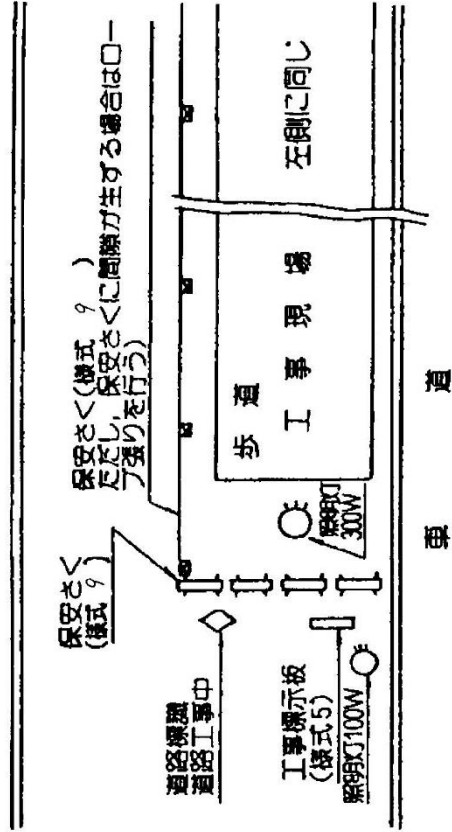 保安さく(様式 9 )
ただし、保安さくに間隙が生ずる場合はロー
プ張りを行う)
保安さく
(様式 9 )
道路標識
道路工事中
工事標示板
(様式5)
照明灯100W
照明灯
300W
歩 道
工 事 現 場
左側に同じ
車 道